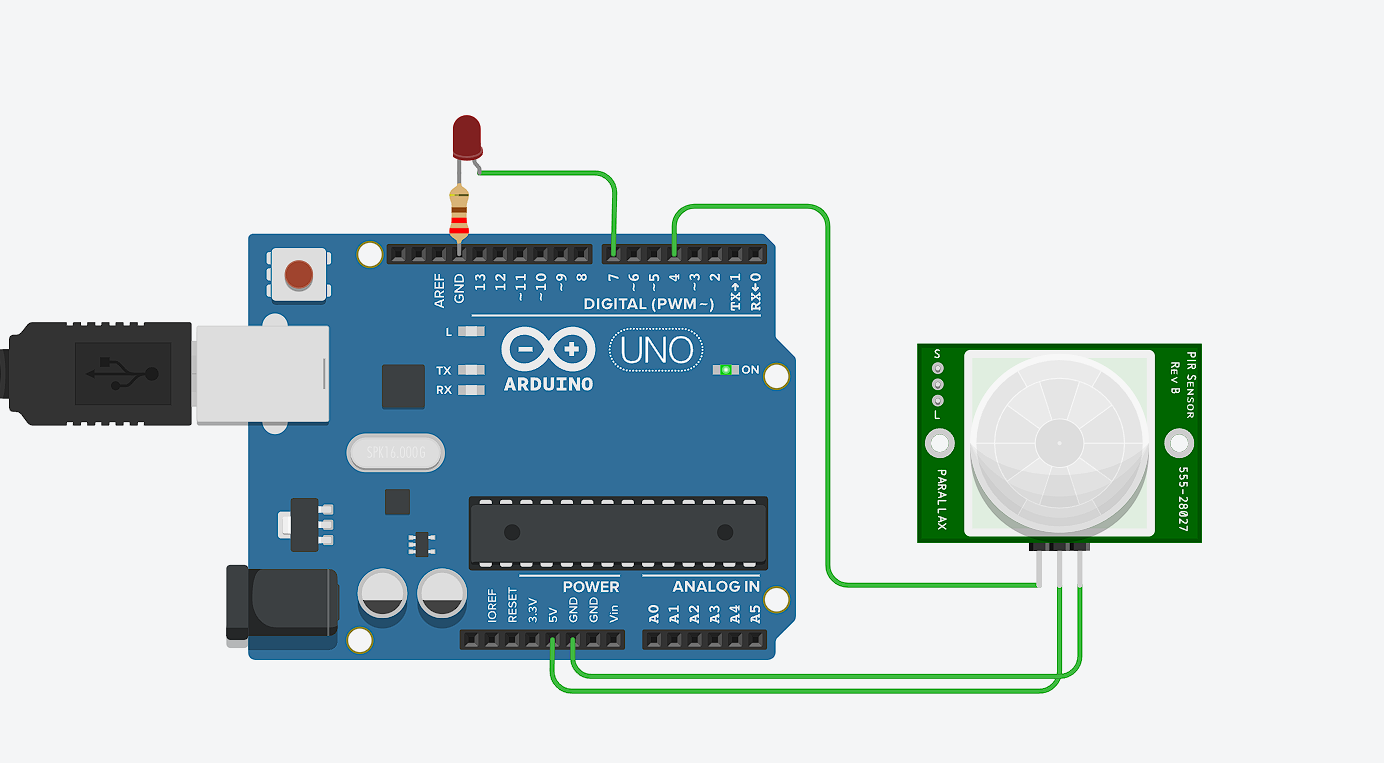 AREF
GND
13
12
~11
~10
~9
8
7
~6
~5
4
~3
2
TX→1
RX←0
DIGITAL (PWM~)
L
TX
RX
UNO
ARDUINO
ON
SPK16.000G
POWER
ANALOG IN
IOREF
RESET
3.3V
5V
GND
GND
Vin
A0
A1
A2
A3
A4
A5
S
L
PARALLAX
PIR SENSOR
REV B
555-28027